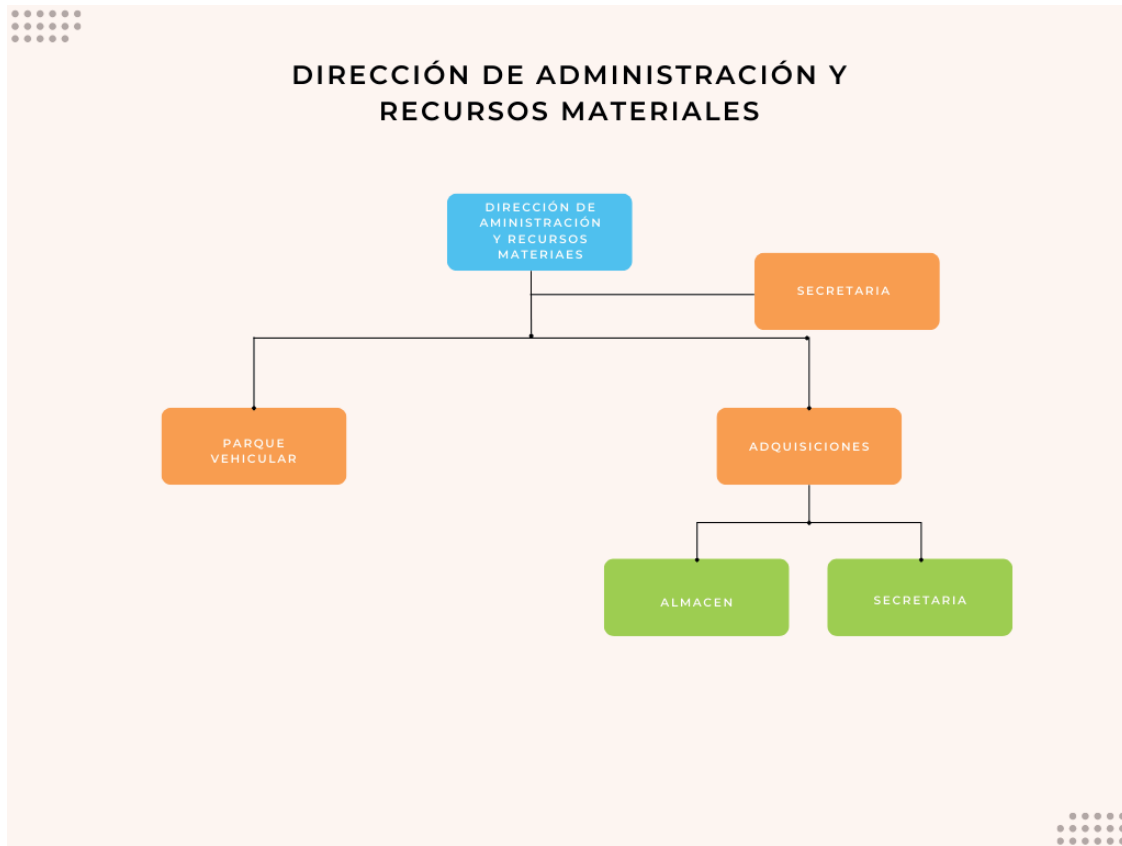 DIRECCIÓN DE ADMINISTRACIÓN Y
RECURSOS MATERIALES
DIRECCIÓN DE
AMINISTRACIÓN
Y RECURSOS
MATERIAES
SECRETARIA
PARQUE
VEHICULAR
ADQUISICIONES
ALMACEN
SECRETARIA